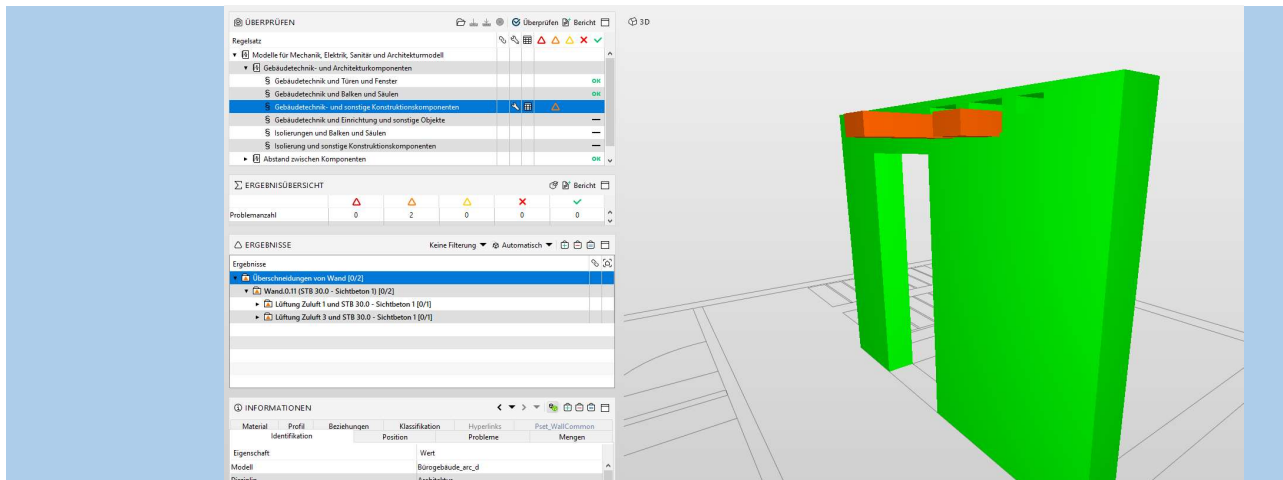 ÜBERPRÜFEN Überprüfen Bericht
Regelsatz
Modelle für Mechanik, Elektrik, Sanitär und Architekturmodell
Gebäudetechnik- und Architekturkomponenten
§ Gebäudetechnik und Türen und Fenster OK
§ Gebäudetechnik und Balken und Säulen OK
§ Gebäudetechnik- und sonstige Konstruktionskomponenten
§ Gebäudetechnik und Einrichtung und sonstige Objekte —
§ Isolierungen und Balken und Säulen —
§ Isolierung und sonstige Konstruktionskomponenten —
Abstand zwischen Komponenten OK
∑ ERGEBNISÜBERSICHT Bericht
Problemanzahl 0 2 0 0 0
ERGEBNISSE Keine Filterung Automatisch
Ergebnisse
Überschneidungen von Wand [0/2]
Wand.0.11 (STB 30.0 - Sichtbeton 1) [0/2]
Lüftung Zuluft 1 und STB 30.0 - Sichtbeton 1 [0/1]
Lüftung Zuluft 3 und STB 30.0 - Sichtbeton 1 [0/1]
INFORMATIONEN
Material Profil Beziehungen Klassifikation Hyperlinks Pset_WallCommon
Identifikation Position Probleme Mengen
Eigenschaft Wert
Modell Bürogebäude_arc_d
Disziplin Architektur
3D